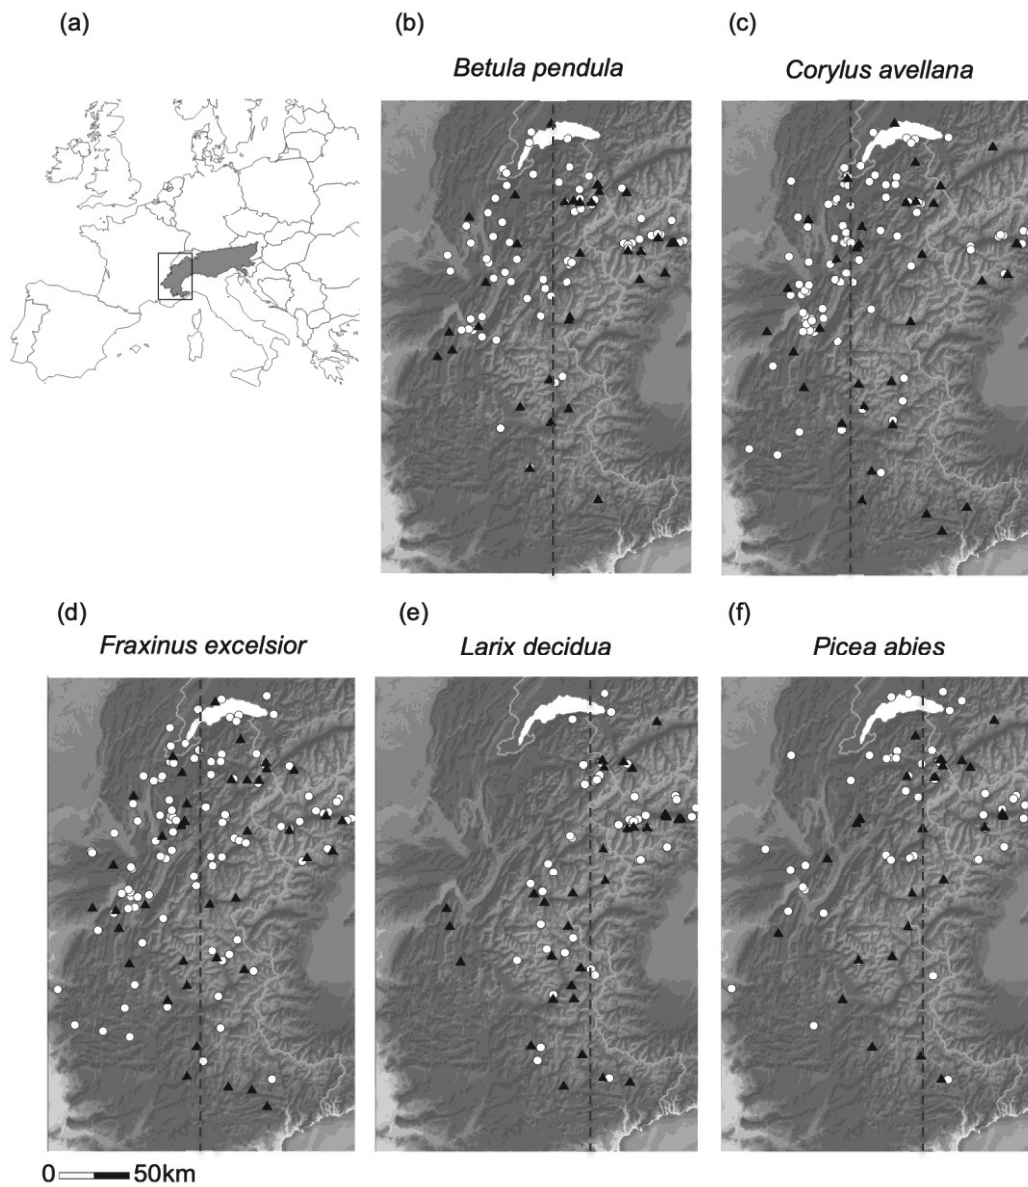 (a)
(b)
(c)
Betula pendula
Corylus avellana
(d)
(e)
(f)
Fraxinus excelsior
Larix decidua
Picea abies
0 50km